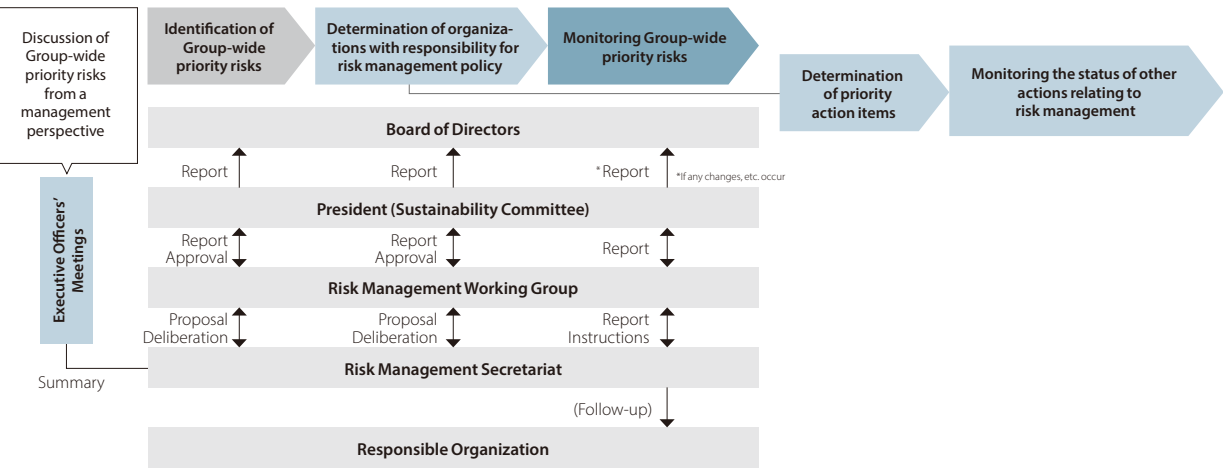 Discussion of
Group-wide
priority risks
from a
management
perspective
Executive Officers’
Meetings
Summary
Identification of
Group-wide
priority risks
Determination of organiza-
tions with responsibility for
risk management policy
Monitoring Group-wide
priority risks
Determination
of priority
action items
Monitoring the status of other
actions relating to
risk management
Board of Directors
Report
Report
*Report
*If any changes, etc. occur
President (Sustainability Committee)
Report
Approval
Report
Approval
Report
Risk Management Working Group
Proposal
Deliberation
Proposal
Deliberation
Report
Instructions
Risk Management Secretariat
(Follow-up)
Responsible Organization